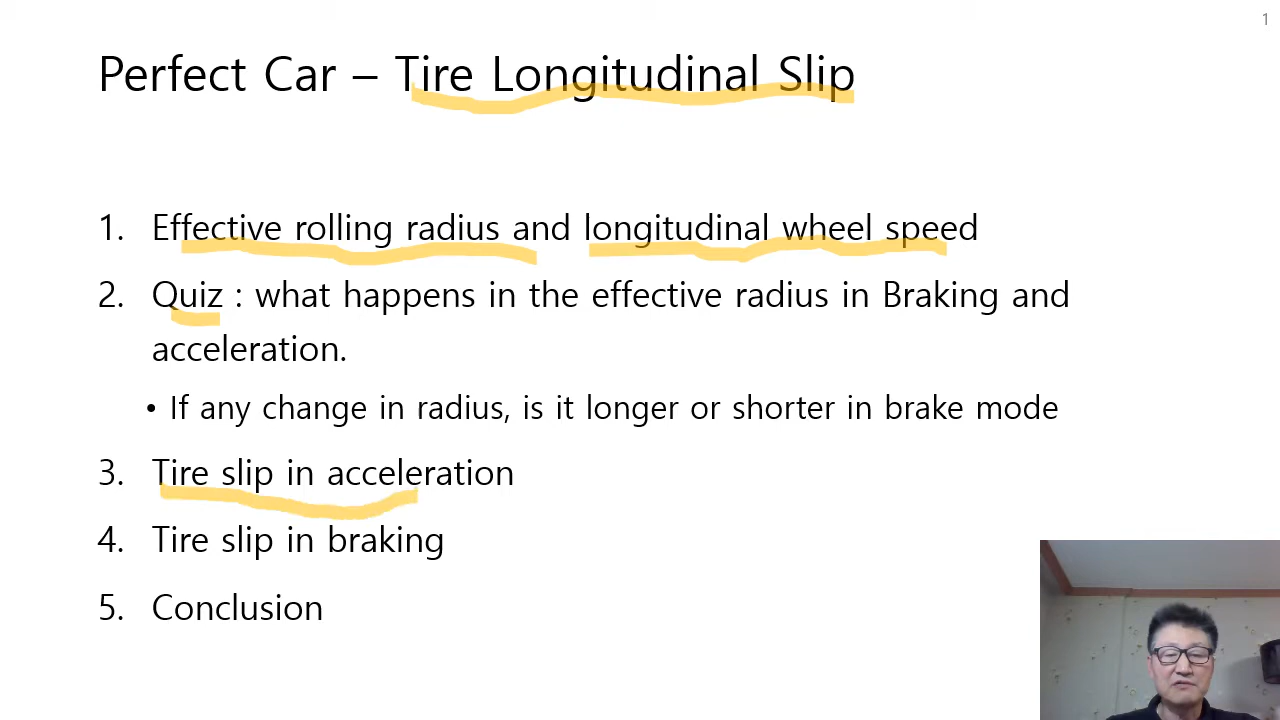 1
Perfect Car – Tire Longitudinal Slip
1. Effective rolling radius and longitudinal wheel speed
2. Quiz : what happens in the effective radius in Braking and
acceleration.
• If any change in radius, is it longer or shorter in brake mode
3. Tire slip in acceleration
4. Tire slip in braking
5. Conclusion